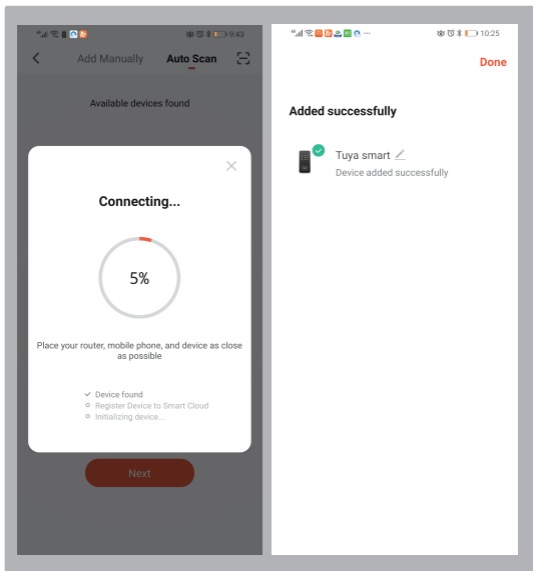 9:42
Add Manually
Auto Scan
Available devices found
Connecting...
5%
Place your router, mobile phone, and device as close
as possible
Device found
Register Device to Smart Cloud
Initializing device...
Next
10:25
Done
Added successfully
Tuya smart
Device added successfully